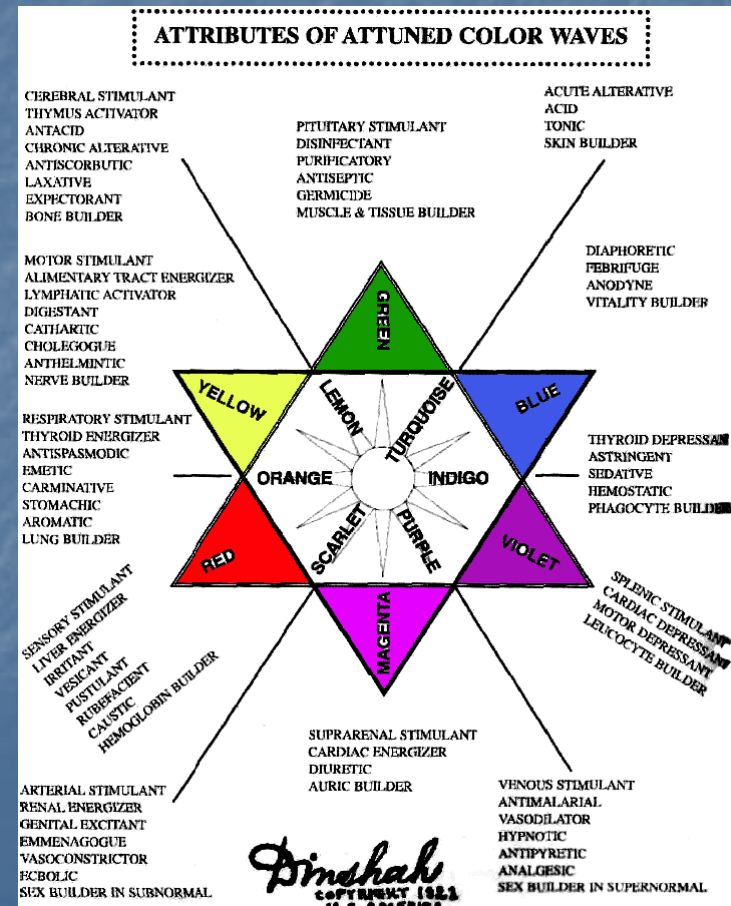 ATTRIBUTES OF ATTUNED COLOR WAVES
CEREBRAL STIMULANT
THYMUS ACTIVATOR
ANTACID
CHRONIC ALTERATIVE
ANTISCORBUTIC
LAXATIVE
EXPECTORANT
BONE BUILDER
PITUITARY STIMULANT
DISINFECTANT
PURIFICATORY
ANTISEPTIC
GERMICIDE
MUSCLE & TISSUE BUILDER
ACUTE ALTERATIVE
ACID
TONIC
SKIN BUILDER
MOTOR STIMULANT
ALIMENTARY TRACT ENERGIZER
LYMPHATIC ACTIVATOR
DIGESTANT
CATHARTIC
CHOLEGOGUE
ANTHELMINTIC
NERVE BUILDER
DIAPHORETIC
FEBRIFUGE
ANODYNE
VITALITY BUILDER
GREEN
YELLOW
LEMON
TURQUOISE
BLUE
RESPIRATORY STIMULANT
THYROID ENERGIZER
ANTISPASMODIC
EMETIC
CARMINATIVE
STOMACHIC
AROMATIC
LUNG BUILDER
ORANGE
INDIGO
THYROID DEPRESSANT
ASTRINGENT
SEDATIVE
HEMOSTATIC
PHAGOCYTE BUILDER
RED
SCARLET
PURPLE
VIOLET
MAGENTA
SENSORY STIMULANT
LIVER ENERGIZER
IRRITANT
VESICANT
PUSTULANT
RUBEFACIENT
CAUSTIC
HEMOGLOBIN BUILDER
SPLENIC STIMULANT
CARDIAC DEPRESSANT
MOTOR DEPRESSANT
LEUCOCYTE BUILDER
SUPRARENAL STIMULANT
CARDIAC ENERGIZER
DIURETIC
AURIC BUILDER
ARTERIAL STIMULANT
RENAL ENERGIZER
GENITAL EXCITANT
EMMENAGOGUE
VASOCONSTRICTOR
ECBOLIC
SEX BUILDER IN SUBNORMAL
VENOUS STIMULANT
ANTIMALARIAL
VASODILATOR
HYPNOTIC
ANTIPYRETIC
ANALGESIC
SEX BUILDER IN SUPERNORMAL
Dinshah
COPYRIGHT